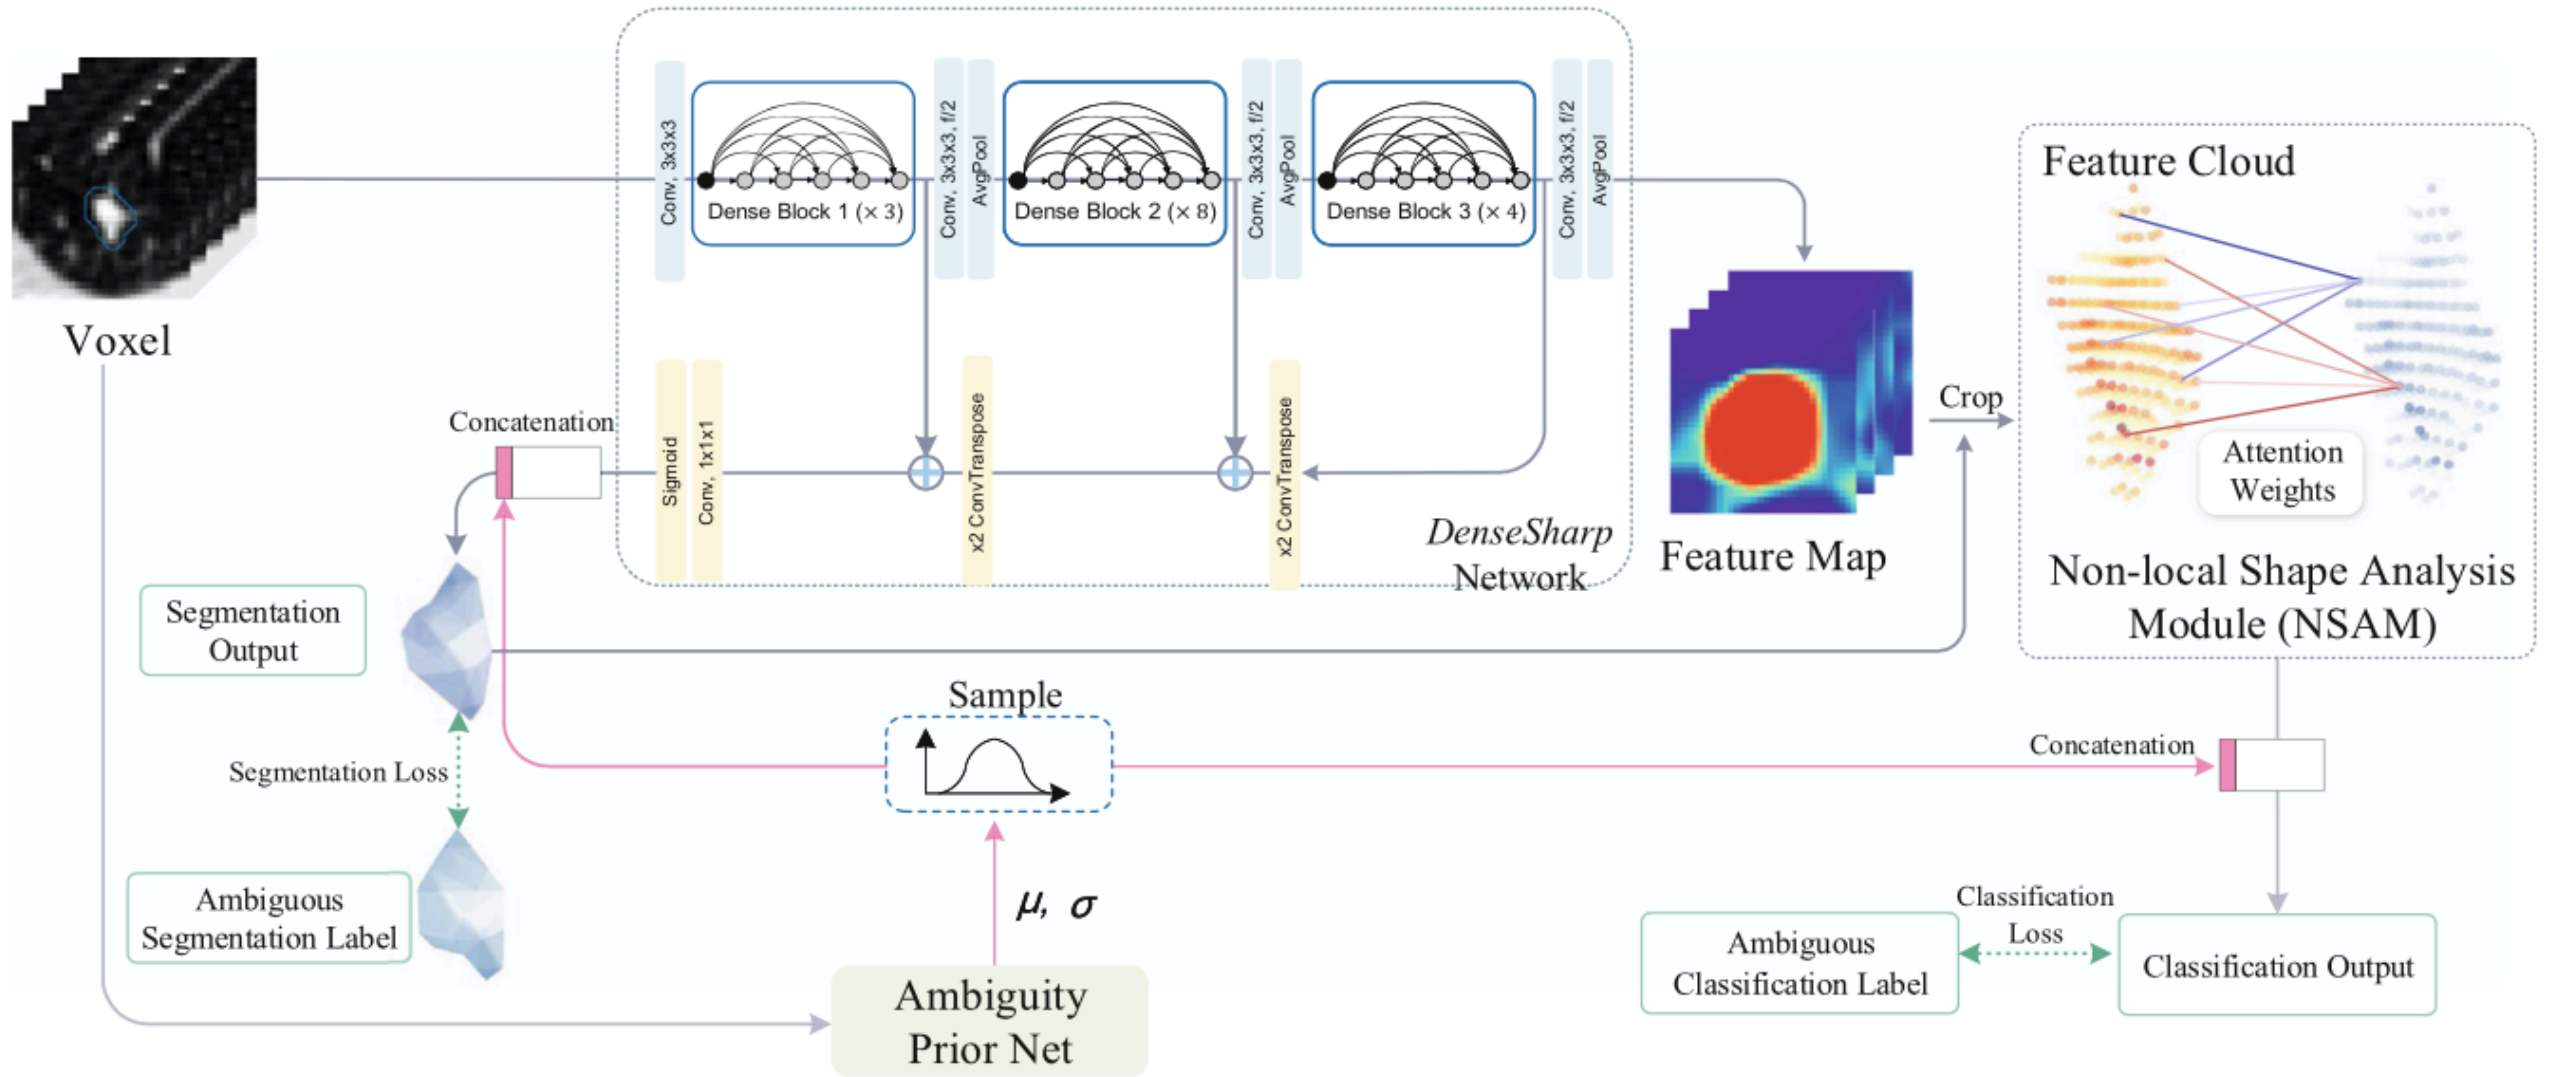 Voxel
Conv, 3x3x3
Dense Block 1 (× 3)
Conv, 3x3x3, f/2
AvgPool
Dense Block 2 (× 8)
Conv, 3x3x3, f/2
AvgPool
Dense Block 3 (× 4)
Conv, 3x3x3, f/2
AvgPool
Concatenation
Sigmoid
Conv, 1x1x1
x2 ConvTranspose
x2 ConvTranspose
DenseSharp
Network
Feature Map
Crop
Feature Cloud
Attention
Weights
Non-local Shape Analysis
Module (NSAM)
Segmentation
Output
Segmentation Loss
Ambiguous
Segmentation Label
Sample
μ, σ
Ambiguity
Prior Net
Concatenation
Classification
Loss
Ambiguous
Classification Label
Classification Output